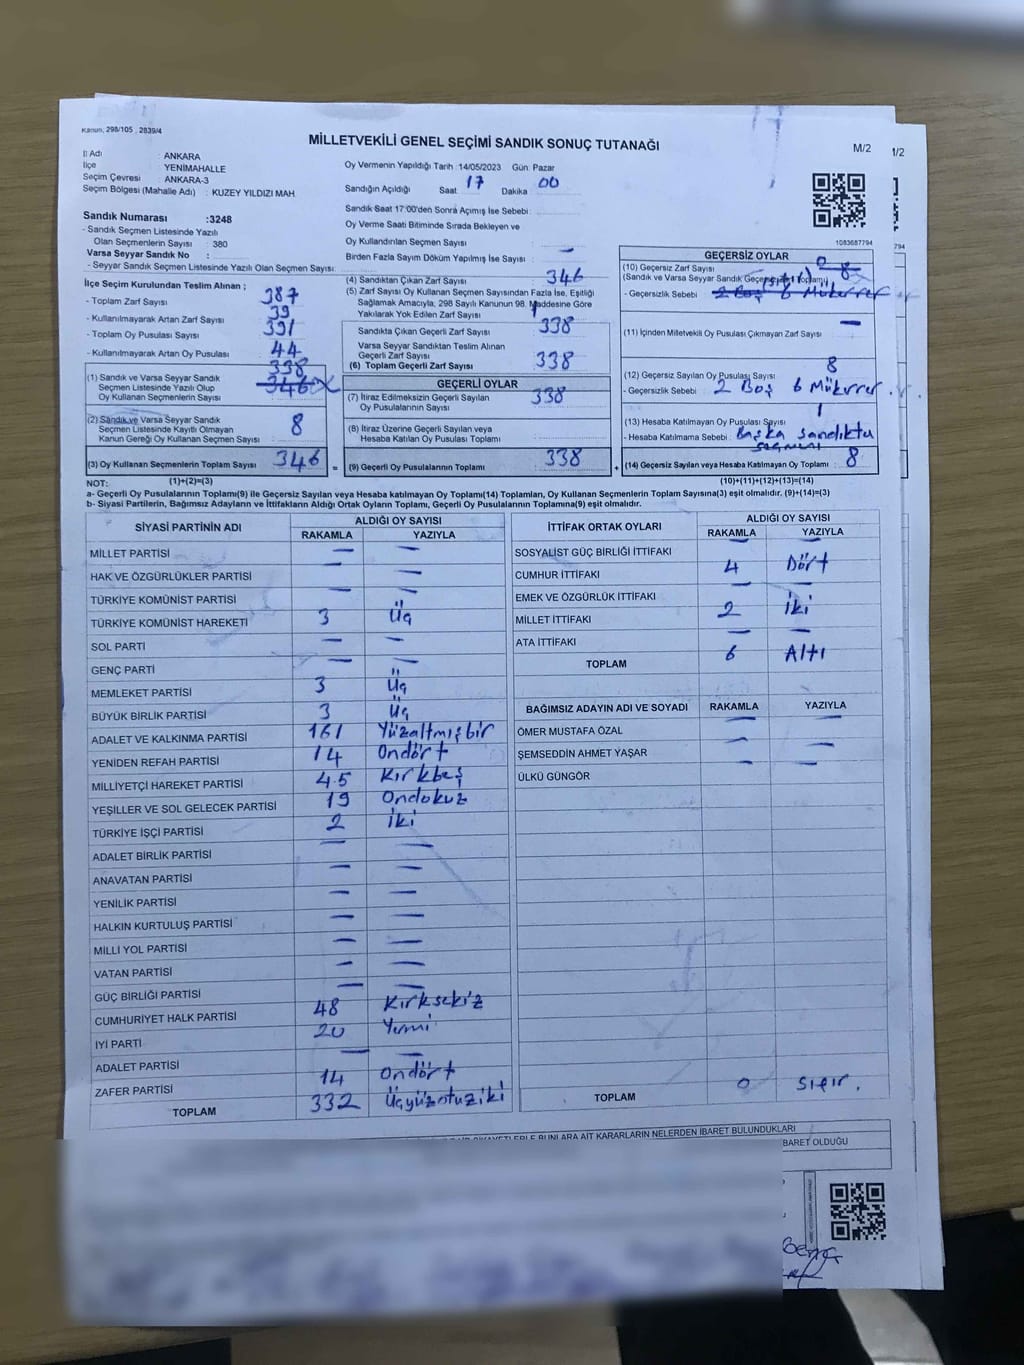 Kanun, 298/105 , 2839/4
MİLLETVEKİLİ GENEL SEÇİMİ SANDIK SONUÇ TUTANAĞI
M/2
1/2
İl Adı : ANKARA
İlçe : YENİMAHALLE
Seçim Çevresi : ANKARA-3
Seçim Bölgesi (Mahalle Adı) : KUZEY YILDIZI MAH.
Sandık Numarası :3248
- Sandık Seçmen Listesinde Yazılı
Olan Seçmenlerin Sayısı : 380
Varsa Seyyar Sandık No :
- Seyyar Sandık Seçmen Listesinde Yazılı Olan Seçmen Sayısı
İlçe Seçim Kurulundan Teslim Alınan ;
- Toplam Zarf Sayısı 387
- Kullanılmayarak Artan Zarf Sayısı 39
- Toplam Oy Pusulası Sayısı 391
- Kullanılmayarak Artan Oy Pusulası 44
338
(1) Sandık ve Varsa Seyyar Sandık 346
Seçmen Listesinde Yazılı Olup
Oy Kullanan Seçmenlerin Sayısı
(2) Sandık ve Varsa Seyyar Sandık 8
Seçmen Listesinde Kayıtlı Olmayan
Kanun Gereği Oy Kullanan Seçmen Sayısı
(3) Oy Kullanan Seçmenlerin Toplam Sayısı 346
Oy Vermenin Yapıldığı Tarih :14/05/2023 Gün: Pazar
Sandığın Açıldığı Saat 17 Dakika 00
Sandık Saat 17:00'den Sonra Açımış İse Sebebi:
Oy Verme Saati Bitiminde Sırada Bekleyen ve
Oy Kullandırılan Seçmen Sayısı :
Birden Fazla Sayım Döküm Yapılmış İse Sayısı : —
(4) Sandıktan Çıkan Zarf Sayısı 346
(5) Zarf Sayısı Oy Kullanan Seçmen Sayısından Fazla İse, Eşitliği
Sağlamak Amacıyla, 298 Sayılı Kanunun 98. Maddesine Göre
Yakılarak Yok Edilen Zarf Sayısı
Sandıkta Çıkan Geçerli Zarf Sayısı 338
Varsa Seyyar Sandıktan Teslim Alınan
Geçerli Zarf Sayısı
(6) Toplam Geçerli Zarf Sayısı 338
GEÇERLİ OYLAR
(7) İtiraz Edilmeksizin Geçerli Sayılan 338
Oy Pusulalarının Sayısı
(8) İtiraz Üzerine Geçerli Sayılan veya
Hesaba Katılan Oy Pusulası Toplamı
= (9) Geçerli Oy Pusulalarının Toplamı 338
1083687794
794
GEÇERSİZ OYLAR
(10) Geçersiz Zarf Sayısı 0 8
(Sandık ve Varsa Seyyar Sandık Geçersiz Zarf Toplamı)
- Geçersizlik Sebebi : 2 Boş 6 Mükerrer
(11) İçinden Milletvekili Oy Pusulası Çıkmayan Zarf Sayısı —
(12) Geçersiz Sayılan Oy Pusulası Sayısı 8
- Geçersizlik Sebebi : 2 Boş 6 Mükerrer
(13) Hesaba Katılmayan Oy Pusulası Sayısı
- Hesaba Katılmama Sebebi : Başka sandıkta
+ (14) Geçersiz Sayılan veya Hesaba Katılmayan Oy Toplamı : 8
NOT: (1)+(2)=(3) (10)+(11)+(12)+(13)=(14)
a- Geçerli Oy Pusulalarının Toplamı(9) ile Geçersiz Sayılan veya Hesaba Katılmayan Oy Toplamı(14) Toplamları, Oy Kullanan Seçmenlerin Toplam Sayısına(3) eşit olmalıdır. (9)+(14)=(3)
b- Siyasi Partilerin, Bağımsız Adayların ve İttifakların Aldığı Ortak Oyların Toplamı, Geçerli Oy Pusulalarının Toplamına(9) eşit olmalıdır.
SİYASİ PARTİNİN ADI ALDIĞI OY SAYISI
RAKAMLA YAZIYLA
MİLLET PARTİSİ — —
HAK VE ÖZGÜRLÜKLER PARTİSİ — —
TÜRKİYE KOMÜNİST PARTİSİ — —
TÜRKİYE KOMÜNİST HAREKETİ 3 Üç
SOL PARTİ — —
GENÇ PARTİ — —
MEMLEKET PARTİSİ 3 Üç
BÜYÜK BİRLİK PARTİSİ 3 Üç
ADALET VE KALKINMA PARTİSİ 161 Yüzaltmışbir
YENİDEN REFAH PARTİSİ 14 Ondört
MİLLİYETÇİ HAREKET PARTİSİ 45 Kırkbeş
YEŞİLLER VE SOL GELECEK PARTİSİ 19 Ondokuz
TÜRKİYE İŞÇİ PARTİSİ 2 İki
ADALET BİRLİK PARTİSİ — —
ANAVATAN PARTİSİ — —
YENİLİK PARTİSİ — —
HALKIN KURTULUŞ PARTİSİ — —
MİLLİ YOL PARTİSİ — —
VATAN PARTİSİ — —
GÜÇ BİRLİĞİ PARTİSİ — —
CUMHURİYET HALK PARTİSİ 48 Kırksekiz
İYİ PARTİ 20 Yirmi
ADALET PARTİSİ — —
ZAFER PARTİSİ 14 Ondört
TOPLAM 332 Üçyüzotuziki
İTTİFAK ORTAK OYLARI ALDIĞI OY SAYISI
RAKAMLA YAZIYLA
SOSYALİST GÜÇ BİRLİĞİ İTTİFAKI — —
CUMHUR İTTİFAKI 4 Dört
EMEK VE ÖZGÜRLÜK İTTİFAKI — —
MİLLET İTTİFAKI 2 İki
ATA İTTİFAKI — —
TOPLAM 6 Altı
BAĞIMSIZ ADAYIN ADI VE SOYADI RAKAMLA YAZIYLA
ÖMER MUSTAFA ÖZAL — —
ŞEMSEDDİN AHMET YAŞAR — —
ÜLKÜ GÜNGÖR — —
TOPLAM 0 Sıfır.
BUNLARA AİT KARARLARIN NELERDEN İBARET BULUNDUKLARI
BARET OLDUĞU